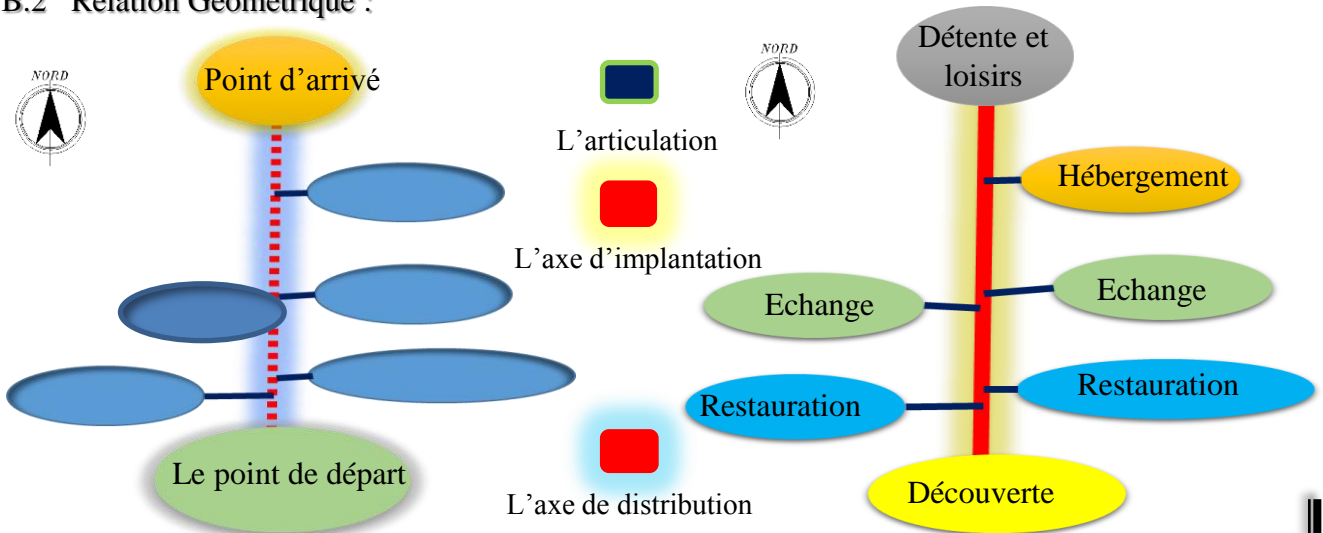 B.2 Relation Géométrique :
NORD
Point d’arrivé
Le point de départ
L’articulation
L’axe d’implantation
L’axe de distribution
NORD
Détente et
loisirs
Hébergement
Echange
Echange
Restauration
Restauration
Découverte